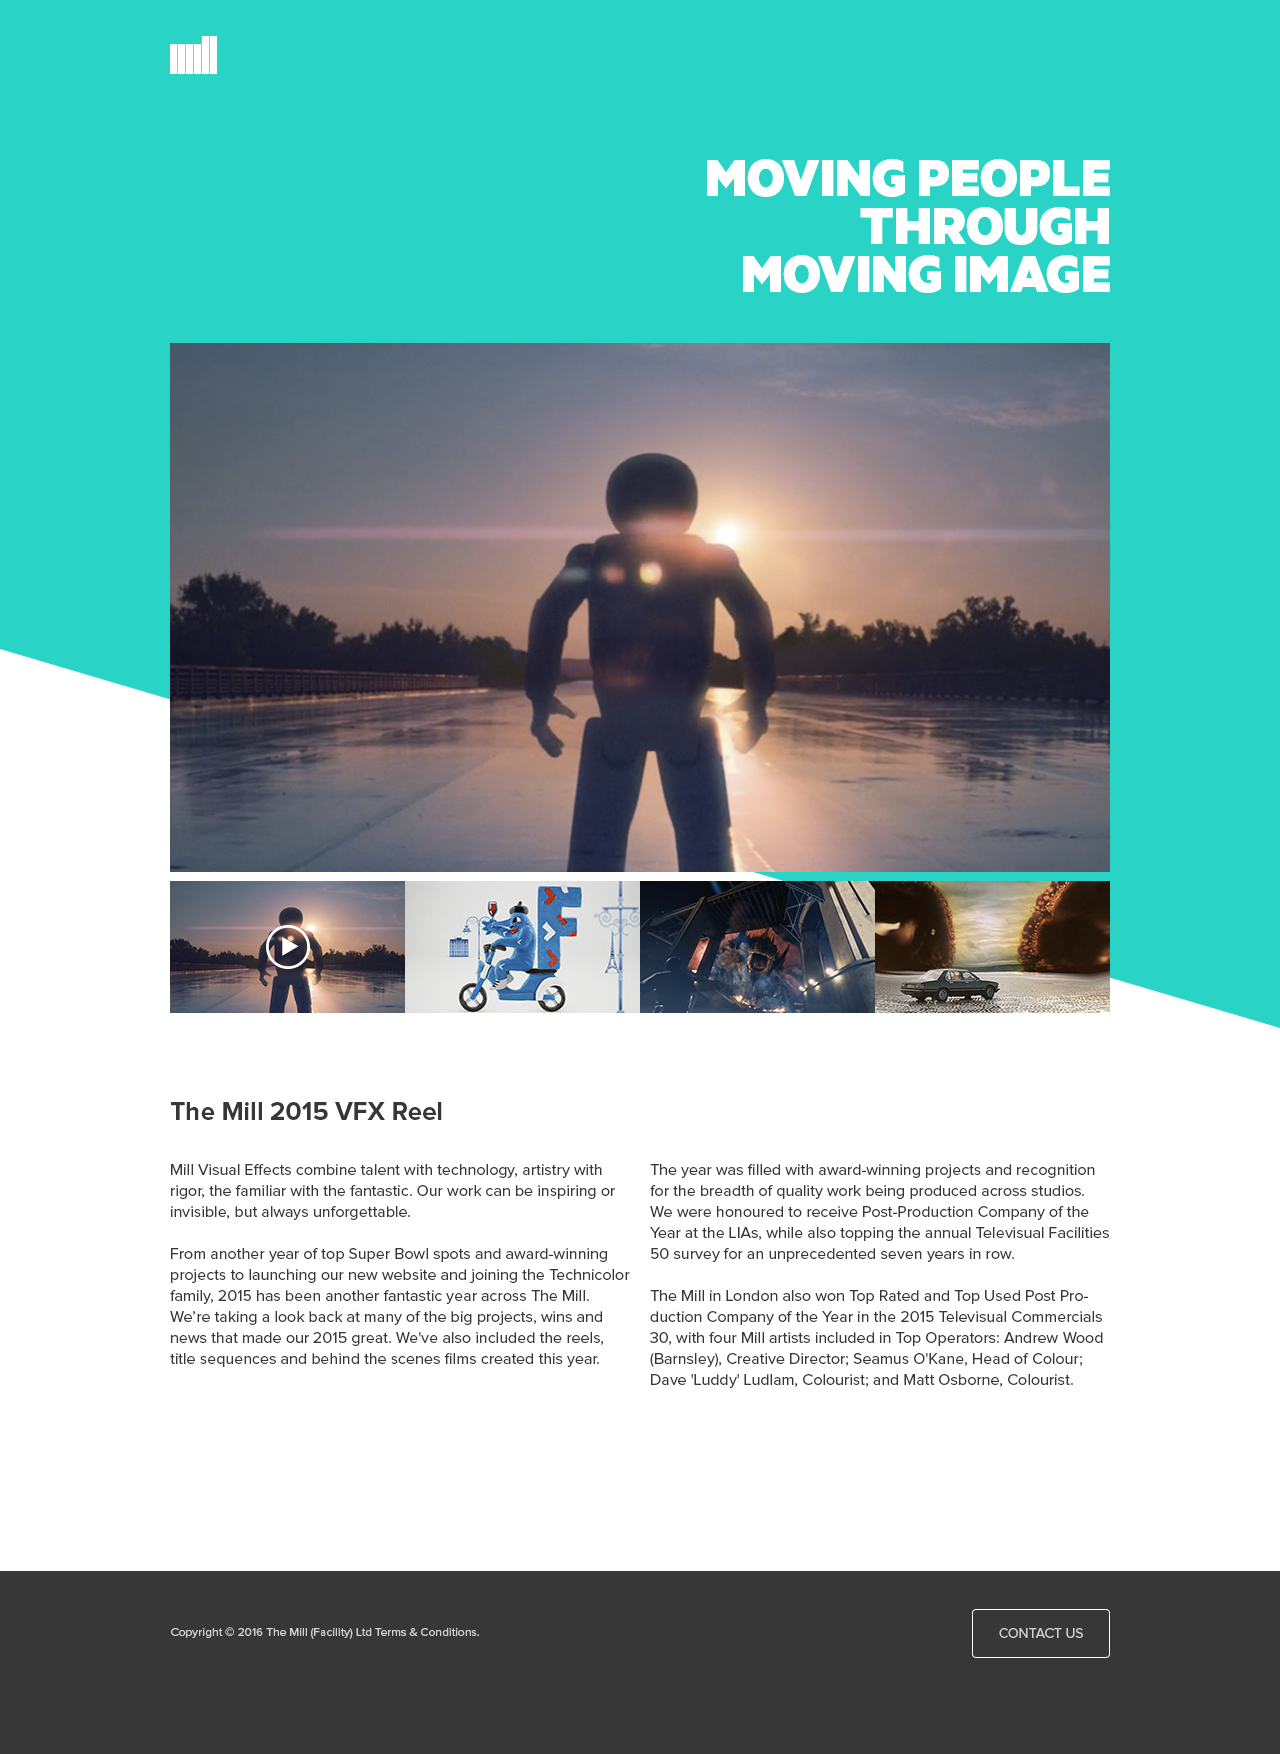 MOVING PEOPLE
THROUGH
MOVING IMAGE
The Mill 2015 VFX Reel
Mill Visual Effects combine talent with technology, artistry with
rigor, the familiar with the fantastic. Our work can be inspiring or
invisible, but always unforgettable.
From another year of top Super Bowl spots and award-winning
projects to launching our new website and joining the Technicolor
family, 2015 has been another fantastic year across The Mill.
We’re taking a look back at many of the big projects, wins and
news that made our 2015 great. We've also included the reels,
title sequences and behind the scenes films created this year.
The year was filled with award-winning projects and recognition
for the breadth of quality work being produced across studios.
We were honoured to receive Post-Production Company of the
Year at the LIAs, while also topping the annual Televisual Facilities
50 survey for an unprecedented seven years in row.
The Mill in London also won Top Rated and Top Used Post Pro-
duction Company of the Year in the 2015 Televisual Commercials
30, with four Mill artists included in Top Operators: Andrew Wood
(Barnsley), Creative Director; Seamus O'Kane, Head of Colour;
Dave 'Luddy' Ludlam, Colourist; and Matt Osborne, Colourist.
Copyright © 2016 The Mill (Facility) Ltd Terms & Conditions.
CONTACT US